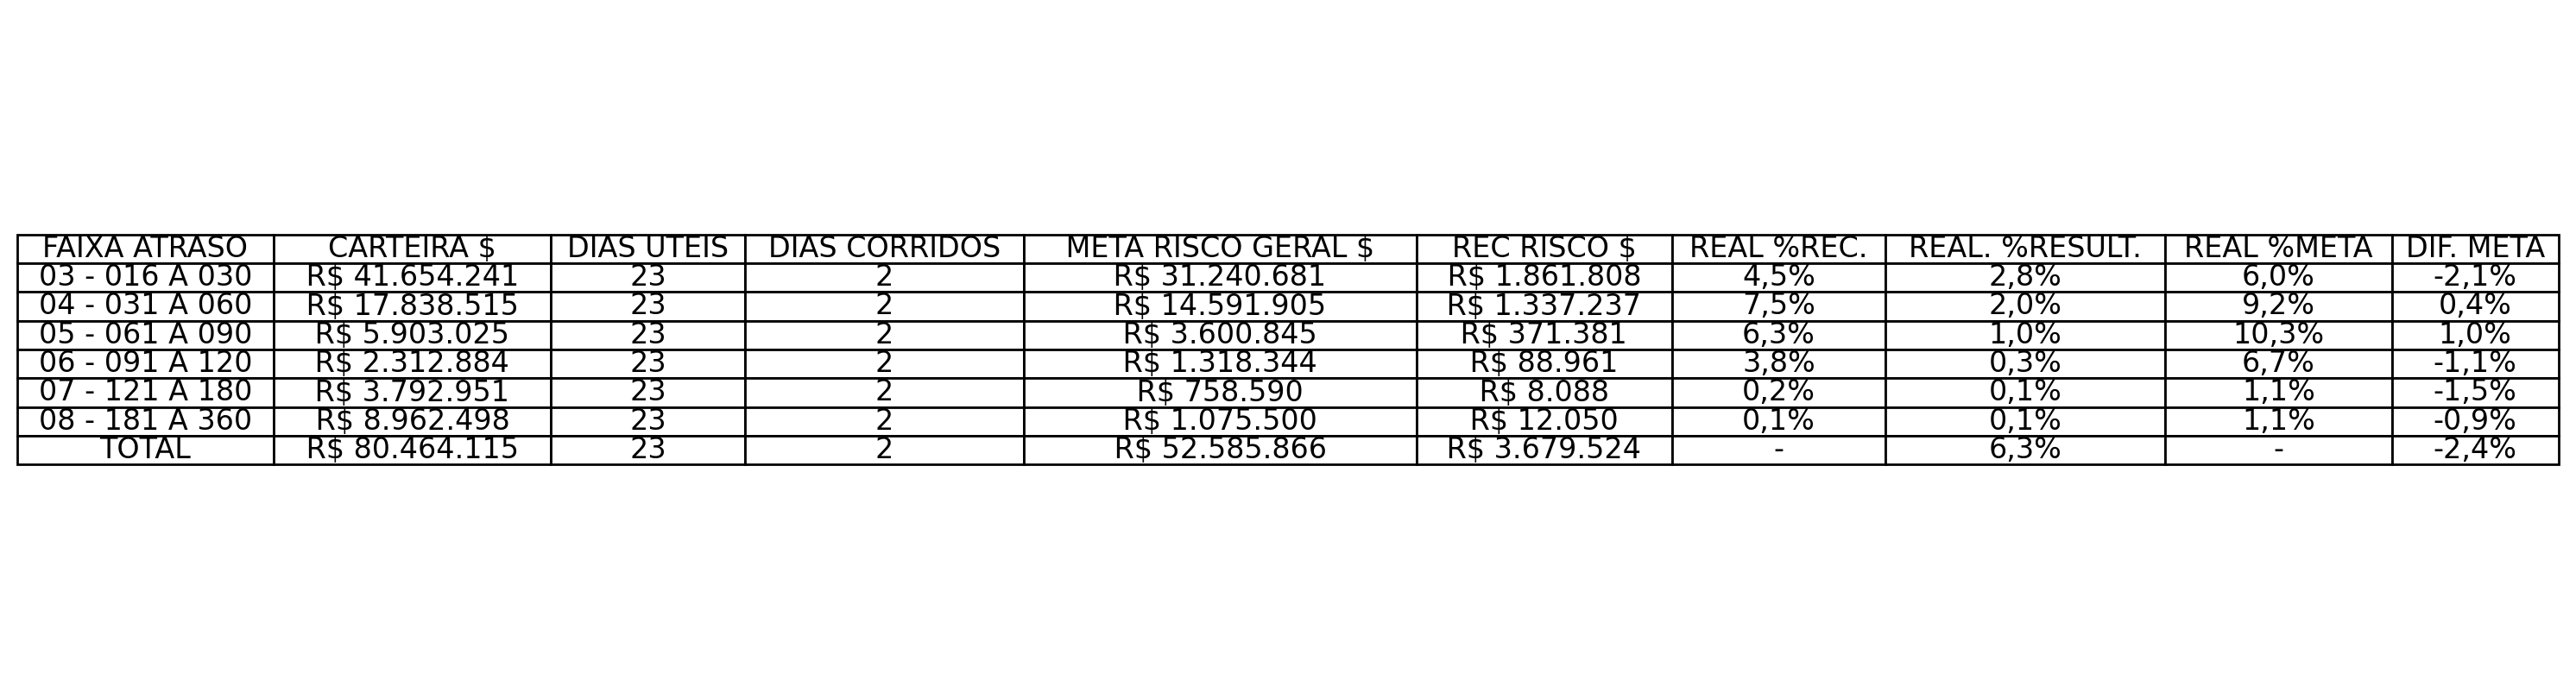 FAIXA ATRASO CARTEIRA $ DIAS UTEIS DIAS CORRIDOS META RISCO GERAL $ REC RISCO $ REAL %REC. REAL. %RESULT. REAL %META DIF. META
03 - 016 A 030 R$ 41.654.241 23 2 R$ 31.240.681 R$ 1.861.808 4,5% 2,8% 6,0% -2,1%
04 - 031 A 060 R$ 17.838.515 23 2 R$ 14.591.905 R$ 1.337.237 7,5% 2,0% 9,2% 0,4%
05 - 061 A 090 R$ 5.903.025 23 2 R$ 3.600.845 R$ 371.381 6,3% 1,0% 10,3% 1,0%
06 - 091 A 120 R$ 2.312.884 23 2 R$ 1.318.344 R$ 88.961 3,8% 0,3% 6,7% -1,1%
07 - 121 A 180 R$ 3.792.951 23 2 R$ 758.590 R$ 8.088 0,2% 0,1% 1,1% -1,5%
08 - 181 A 360 R$ 8.962.498 23 2 R$ 1.075.500 R$ 12.050 0,1% 0,1% 1,1% -0,9%
TOTAL R$ 80.464.115 23 2 R$ 52.585.866 R$ 3.679.524 - 6,3% - -2,4%